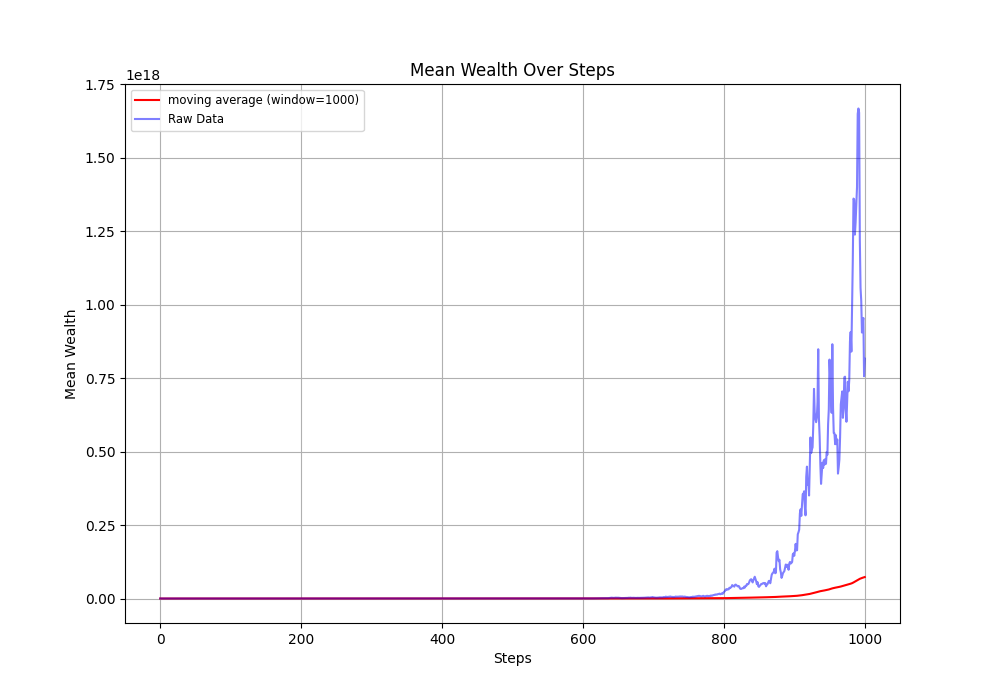 Mean Wealth Over Steps
1e18
moving average (window=1000)
Raw Data
1.75
1.50
1.25
1.00
0.75
0.50
0.25
0.00
Mean Wealth
0 200 400 600 800 1000
Steps